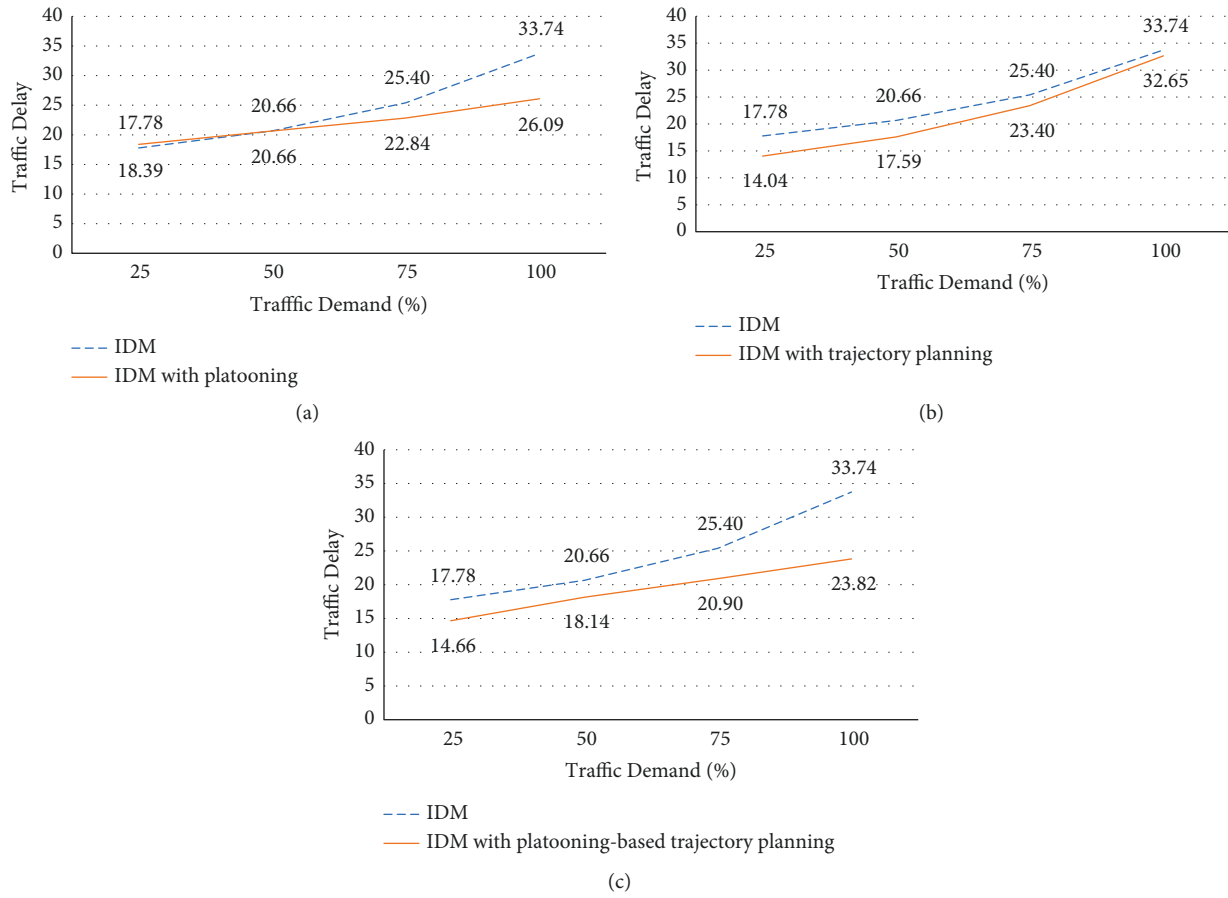 40
35
30
25
20
15
10
5
0
Traffic Delay
33.74
25.40
20.66
17.78
26.09
22.84
20.66
18.39
25 50 75 100
Trafffic Demand (%)
IDM
IDM with platooning
(a)
40
35
30
25
20
15
10
5
0
Traffic Delay
33.74
25.40
20.66
17.78
32.65
23.40
17.59
14.04
25 50 75 100
Traffic Demand (%)
IDM
IDM with trajectory planning
(b)
40
35
30
25
20
15
10
5
0
Traffic Delay
33.74
25.40
20.66
17.78
23.82
20.90
18.14
14.66
25 50 75 100
Traffic Demand (%)
IDM
IDM with platooning-based trajectory planning
(c)